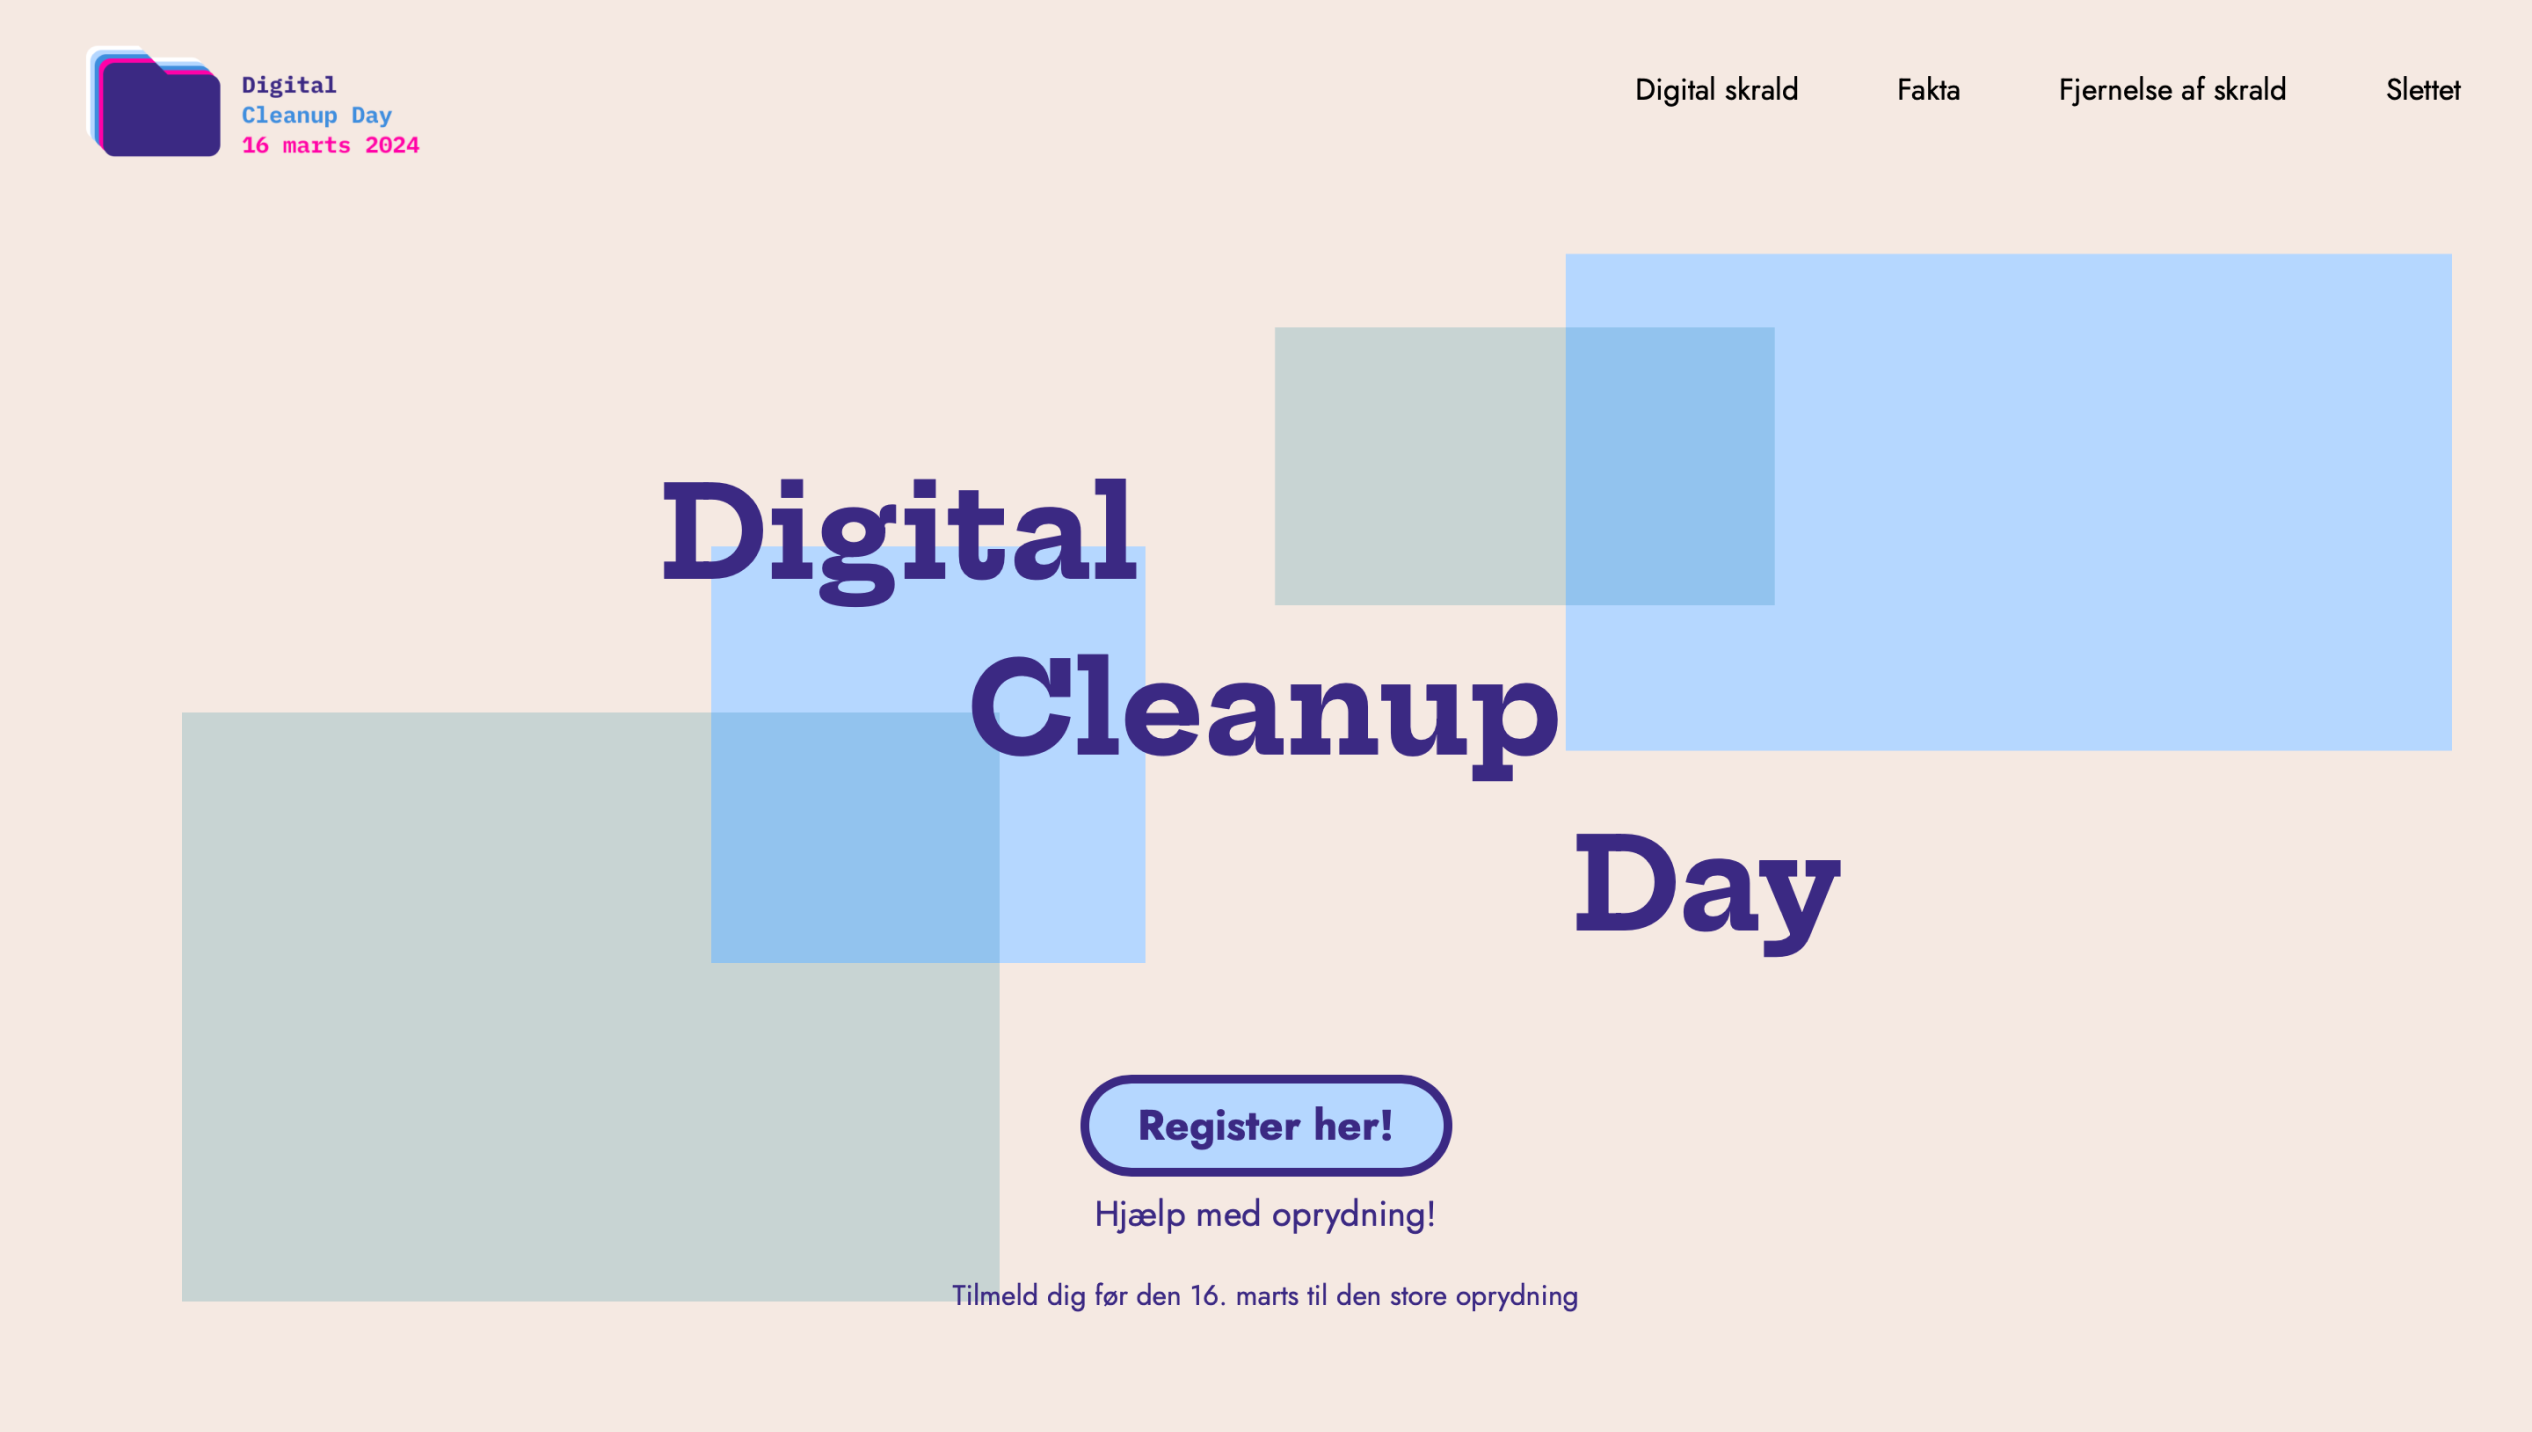 Digital
Cleanup Day
16 marts 2024
Digital skrald
Fakta
Fjernelse af skrald
Slettet
Digital
Cleanup
Day
Register her!
Hjælp med oprydning!
Tilmeld dig før den 16. marts til den store oprydning